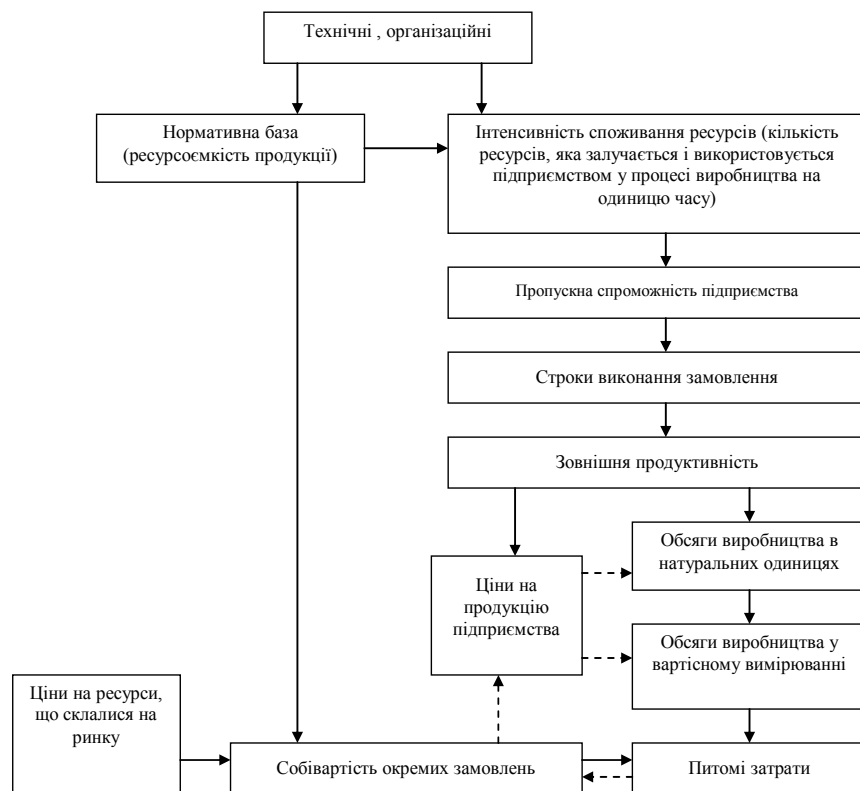 Технічні , організаційні
Нормативна база
(ресурсоємкість продукції)
Інтенсивність споживання ресурсів (кількість
ресурсів, яка залучається і використовується
підприємством у процесі виробництва на
одиницю часу)
Пропускна спроможність підприємства
Строки виконання замовлення
Зовнішня продуктивність
Обсяги виробництва в
натуральних одиницях
Ціни на
продукцію
підприємства
Обсяги виробництва у
вартісному вимірюванні
Ціни на ресурси,
що склалися на
ринку
Собівартість окремих замовлень
Питомі затрати